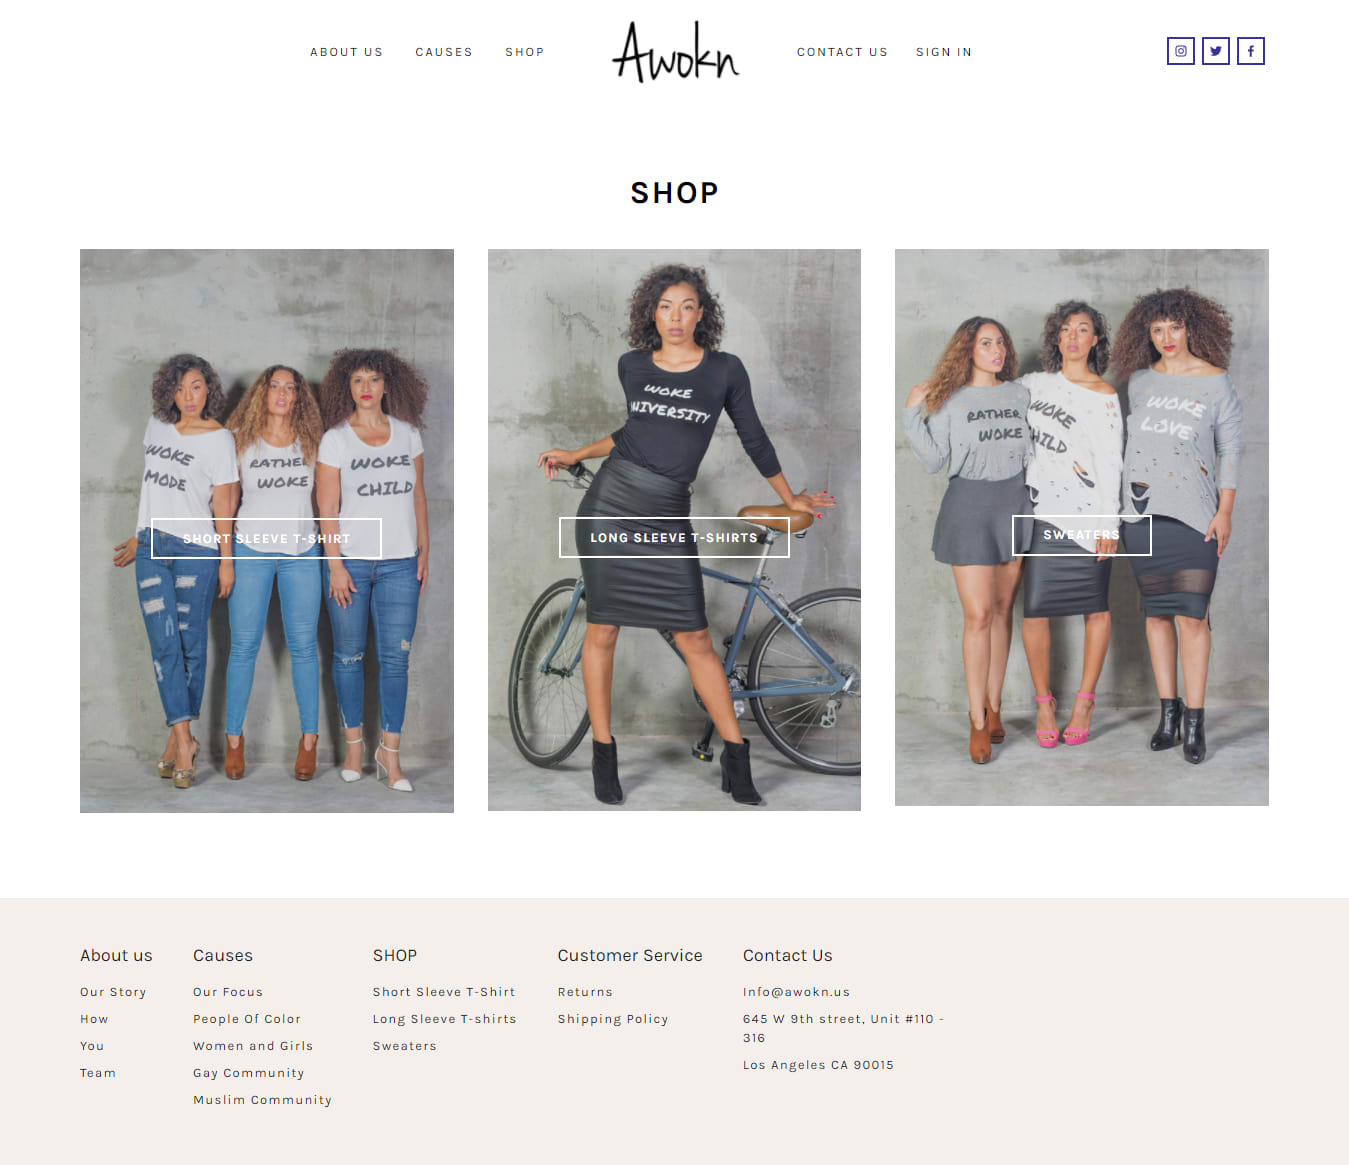 ABOUT US
CAUSES
SHOP
Awokn
CONTACT US
SIGN IN
SHOP
WOKE
MODE
RATHER
WOKE
WOKE
CHILD
SHORT SLEEVE T-SHIRT
WOKE
UNIVERSITY
LONG SLEEVE T-SHIRTS
RATHER
WOKE
WOKE
CHILD
WOKE
LOVE
SWEATERS
About us
Our Story
How
You
Team
Causes
Our Focus
People Of Color
Women and Girls
Gay Community
Muslim Community
SHOP
Short Sleeve T-Shirt
Long Sleeve T-shirts
Sweaters
Customer Service
Returns
Shipping Policy
Contact Us
Info@awokn.us
645 W 9th street, Unit #110 -
316
Los Angeles CA 90015